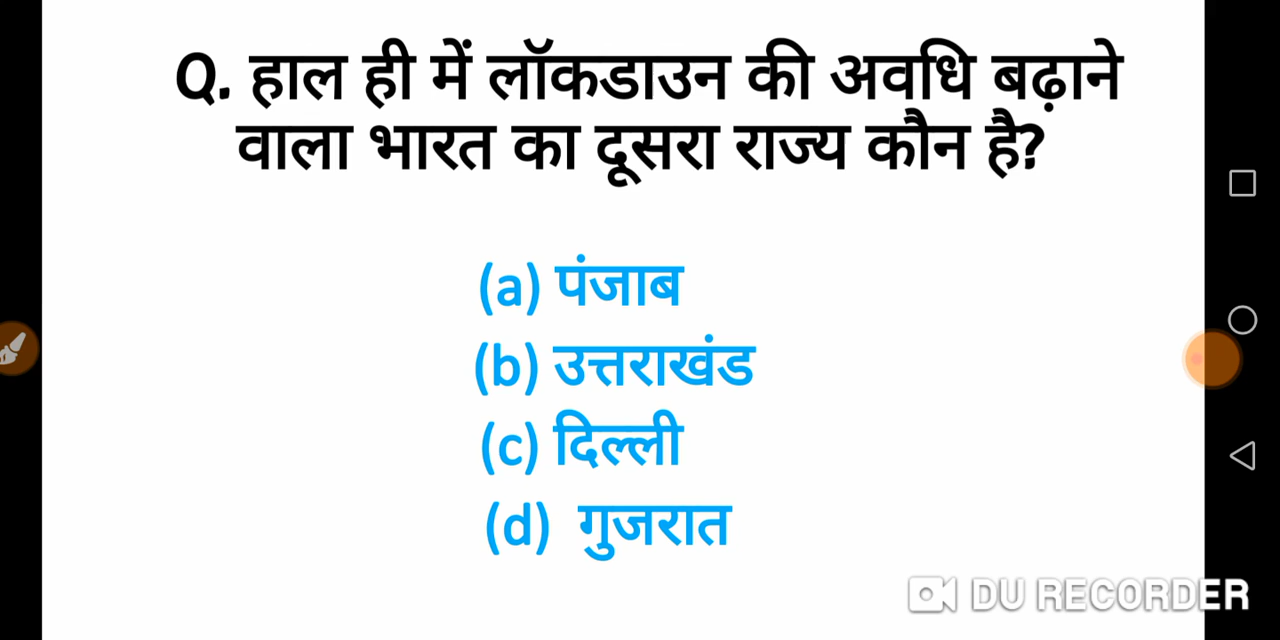 Q. हाल ही में लॉकडाउन की अवधि बढ़ाने
वाला भारत का दूसरा राज्य कौन है?
(a) पंजाब
(b) उत्तराखंड
(c) दिल्ली
(d) गुजरात
DU RECORDER